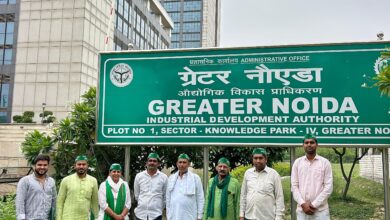 प्रशासनिक कार्यालय ADMINISTRATIVE OFFICE
ग्रेटर नौएडा
औद्योगिक विकास प्राधिकरण
GREATER NOIDA
INDUSTRIAL DEVELOPMENT AUTHORITY
PLOT NO 1, SECTOR - KNOWLEDGE PARK - IV, GREATER NO